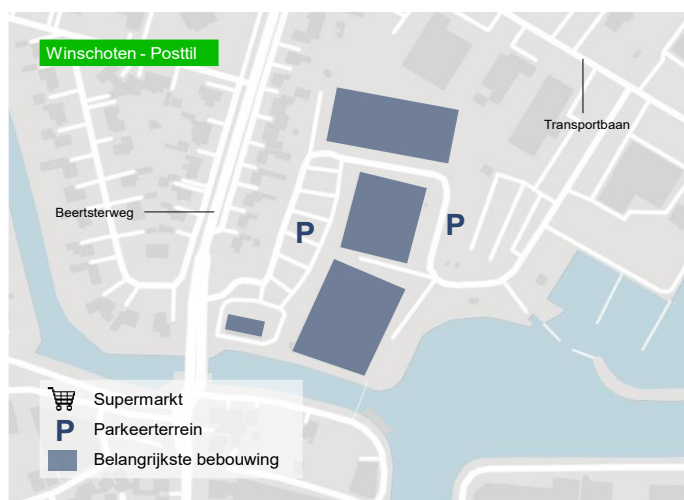 Winschoten - Posttil
Transportbaan
Beertsterweg
P
P
Supermarkt
P Parkeerterrein
Belangrijkste bebouwing